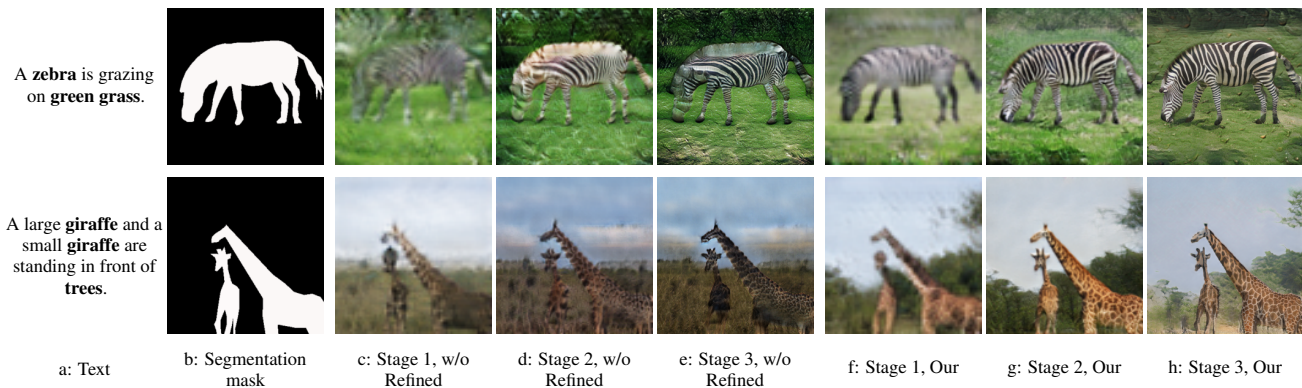 A zebra is grazing
on green grass.
A large giraffe and a
small giraffe are
standing in front of
trees.
a: Text
b: Segmentation
mask
c: Stage 1, w/o
Refined
d: Stage 2, w/o
Refined
e: Stage 3, w/o
Refined
f: Stage 1, Our
g: Stage 2, Our
h: Stage 3, Our